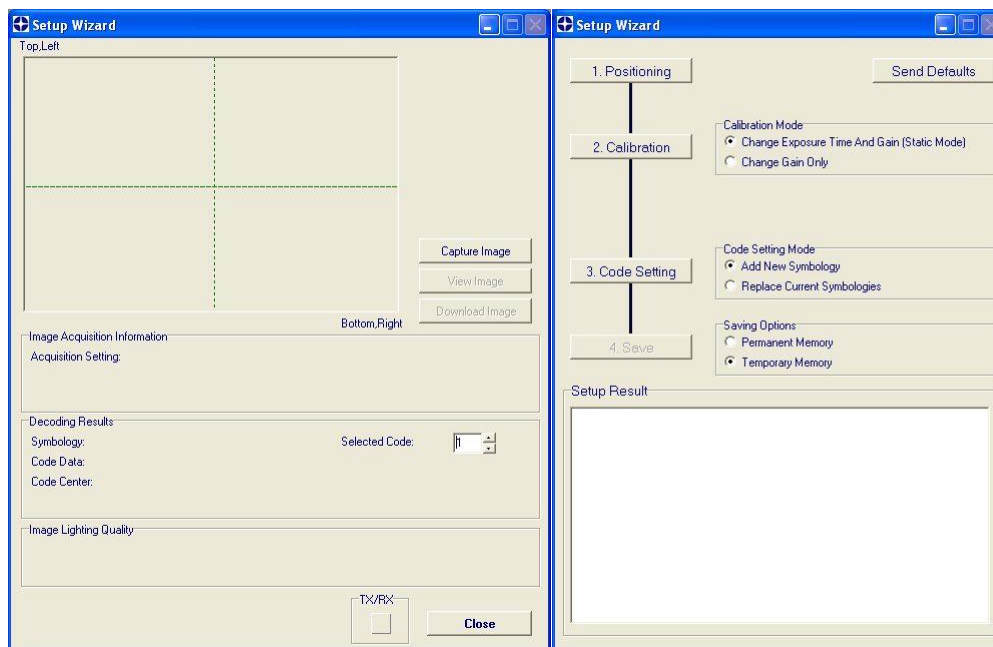 Setup Wizard
Top,Left
Capture Image
View Image
Download Image
Bottom,Right
Image Acquisition Information
Acquisition Setting:
Decoding Results
Symbology:
Selected Code: 1
Code Data:
Code Center:
Image Lighting Quality
TX/RX
Close
Setup Wizard
1. Positioning
Send Defaults
2. Calibration
Calibration Mode
Change Exposure Time And Gain (Static Mode)
Change Gain Only
3. Code Setting
Code Setting Mode
Add New Symbology
Replace Current Symbologies
4. Save
Saving Options
Permanent Memory
Temporary Memory
Setup Result